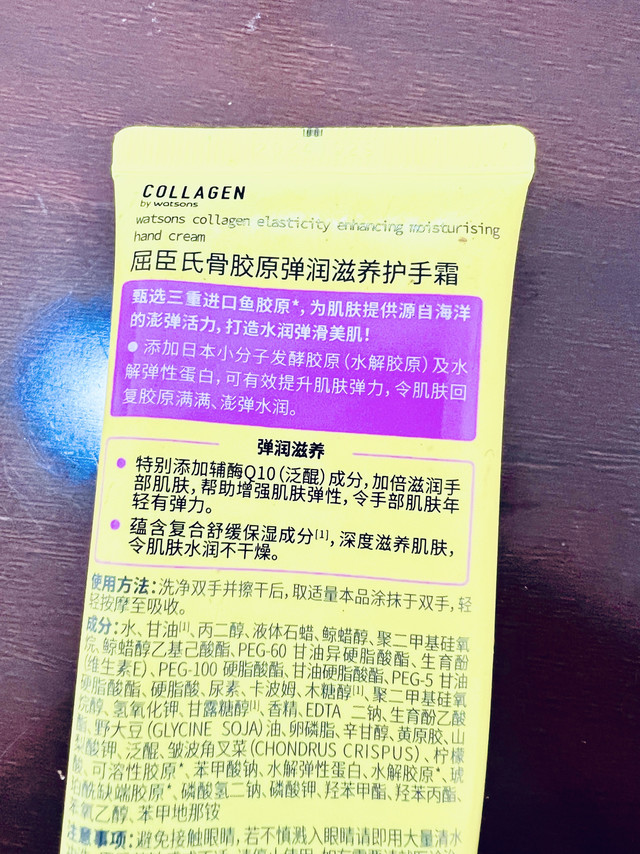 COLLAGEN
by watsons
watsons collagen elasticity enhancing moisturising
hand cream
屈臣氏骨胶原弹润滋养护手霜
甄选三重进口鱼胶原*，为肌肤提供源自海洋
的澎弹活力，打造水润弹滑美肌！
● 添加日本小分子发酵胶原（水解胶原）及水
解弹性蛋白，可有效提升肌肤弹力，令肌肤回
复胶原满满、澎弹水润。
弹润滋养
● 特别添加辅酶Q10（泛醌）成分，加倍滋润手
部肌肤，帮助增强肌肤弹性，令手部肌肤年
轻有弹力。
● 蕴含复合舒缓保湿成分[1]，深度滋养肌肤，
令肌肤水润不干燥。
使用方法：洗净双手并擦干后，取适量本品涂抹于双手，轻
轻按摩至吸收。
成分：水、甘油[1]、丙二醇、液体石蜡、鲸蜡醇、聚二甲基硅氧
烷、鲸蜡醇乙基己酸酯、PEG-60 甘油异硬脂酸酯、生育酚
(维生素E)、PEG-100 硬脂酸酯、甘油硬脂酸酯、PEG-5 甘油
硬脂酸酯、硬脂酸、尿素、卡波姆、木糖醇[1]、聚二甲基硅氧
烷醇、氢氧化钾、甘露糖醇[1]、香精、EDTA 二钠、生育酚乙酸
酯、野大豆(GLYCINE SOJA)油、卵磷脂、辛甘醇、黄原胶、山
梨酸钾、泛醌、皱波角叉菜(CHONDRUS CRISPUS)、柠檬
酸、可溶性胶原*、苯甲酸钠、水解弹性蛋白、水解胶原*、琥
珀酰缺端胶原*、磷酸氢二钠、磷酸钾、羟苯甲酯、羟苯丙酯、
苯氧乙醇、苯甲地那铵
注意事项：避免接触眼睛，若不慎溅入眼睛请即用大量清水